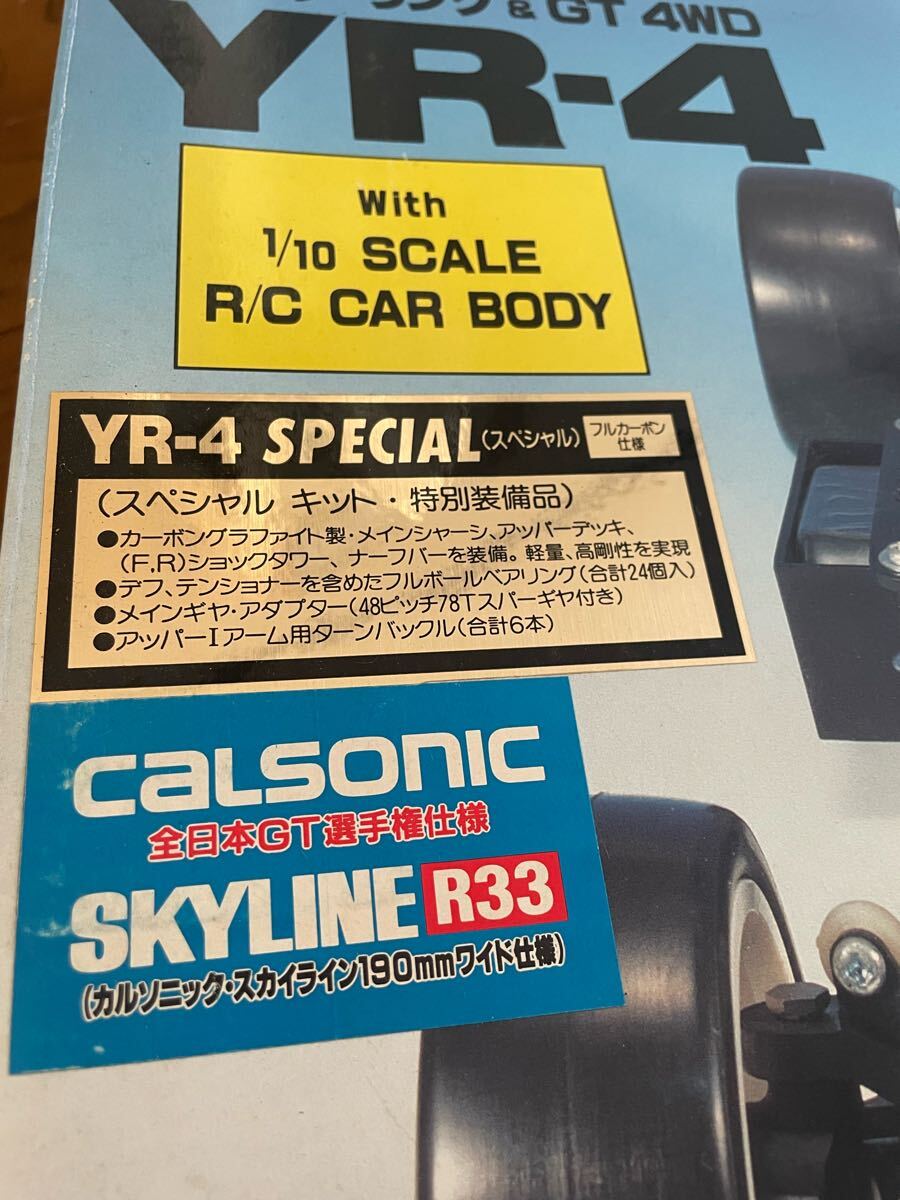 リング & GT 4WD
YR-4
With
1/10 SCALE
R/C CAR BODY
YR-4 SPECIAL(スペシャル) フルカーボン
仕様
(スペシャル キット・特別装備品)
●カーボングラファイト製・メインシャーシ、アッパーデッキ、
(F.R)ショックタワー、ナーフバーを装備。軽量、高剛性を実現
●デフ、テンショナーを含めたフルボールベアリング(合計24個入)
●メインギヤ・アダプター(48ピッチ78Tスパーギヤ付き)
●アッパーIアーム用ターンバックル(合計6本)
CALSONIC
全日本GT選手権仕様
SKYLINE R33
(カルソニック・スカイライン190mmワイド仕様)